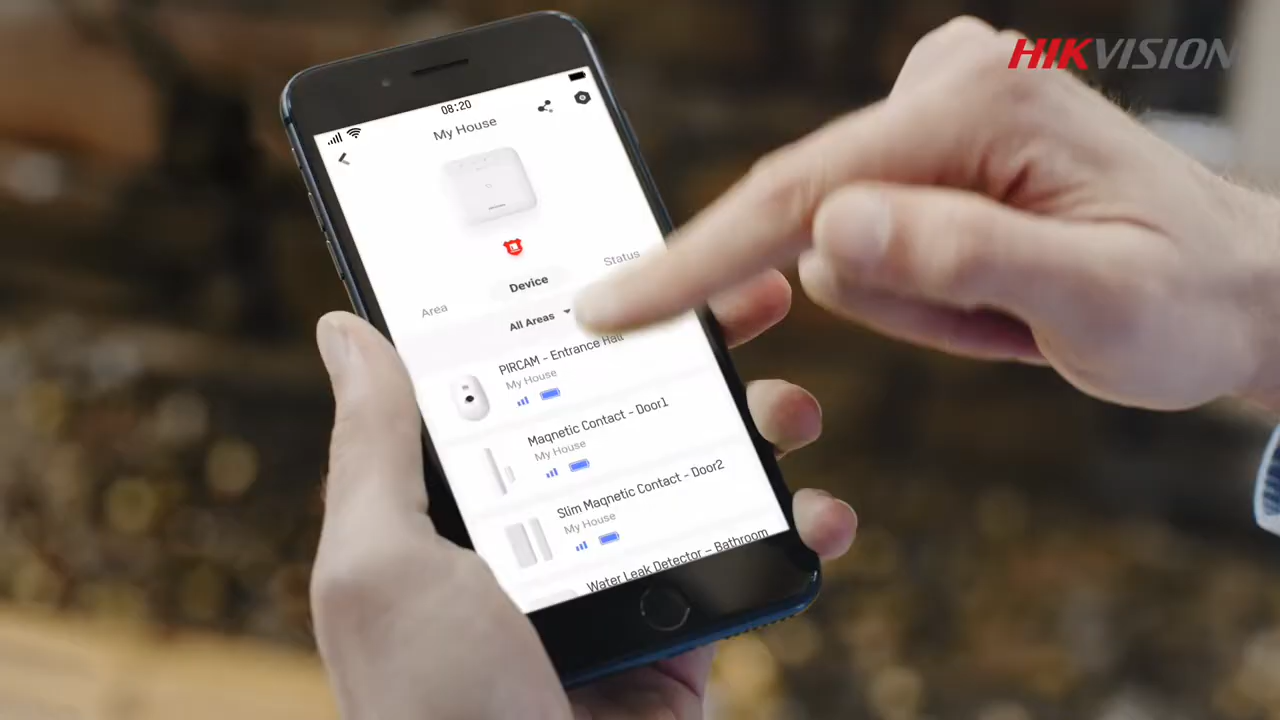 HIKVISION
08:20
My House
Area
Device
Status
All Areas
PIRCAM - Entrance Hall
My House
Magnetic Contact - Door1
My House
Slim Magnetic Contact - Door2
My House
Water Leak Detector - Bathroom